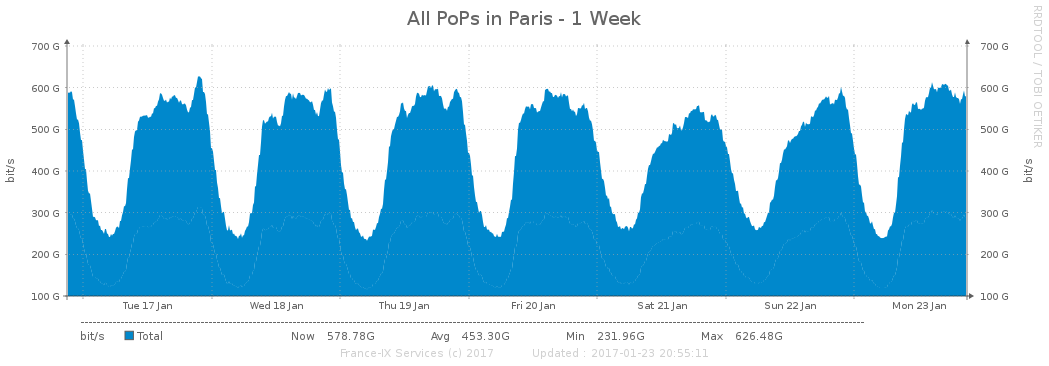 All PoPs in Paris - 1 Week
RRDTOOL / TOBI OETIKER
700 G 700 G
600 G 600 G
500 G 500 G
400 G 400 G
300 G 300 G
200 G 200 G
100 G 100 G
bit/s bit/s
Tue 17 Jan Wed 18 Jan Thu 19 Jan Fri 20 Jan Sat 21 Jan Sun 22 Jan Mon 23 Jan
bit/s Total Now 578.78G Avg 453.30G Min 231.96G Max 626.48G
France-IX Services (c) 2017 Updated : 2017-01-23 20:55:11